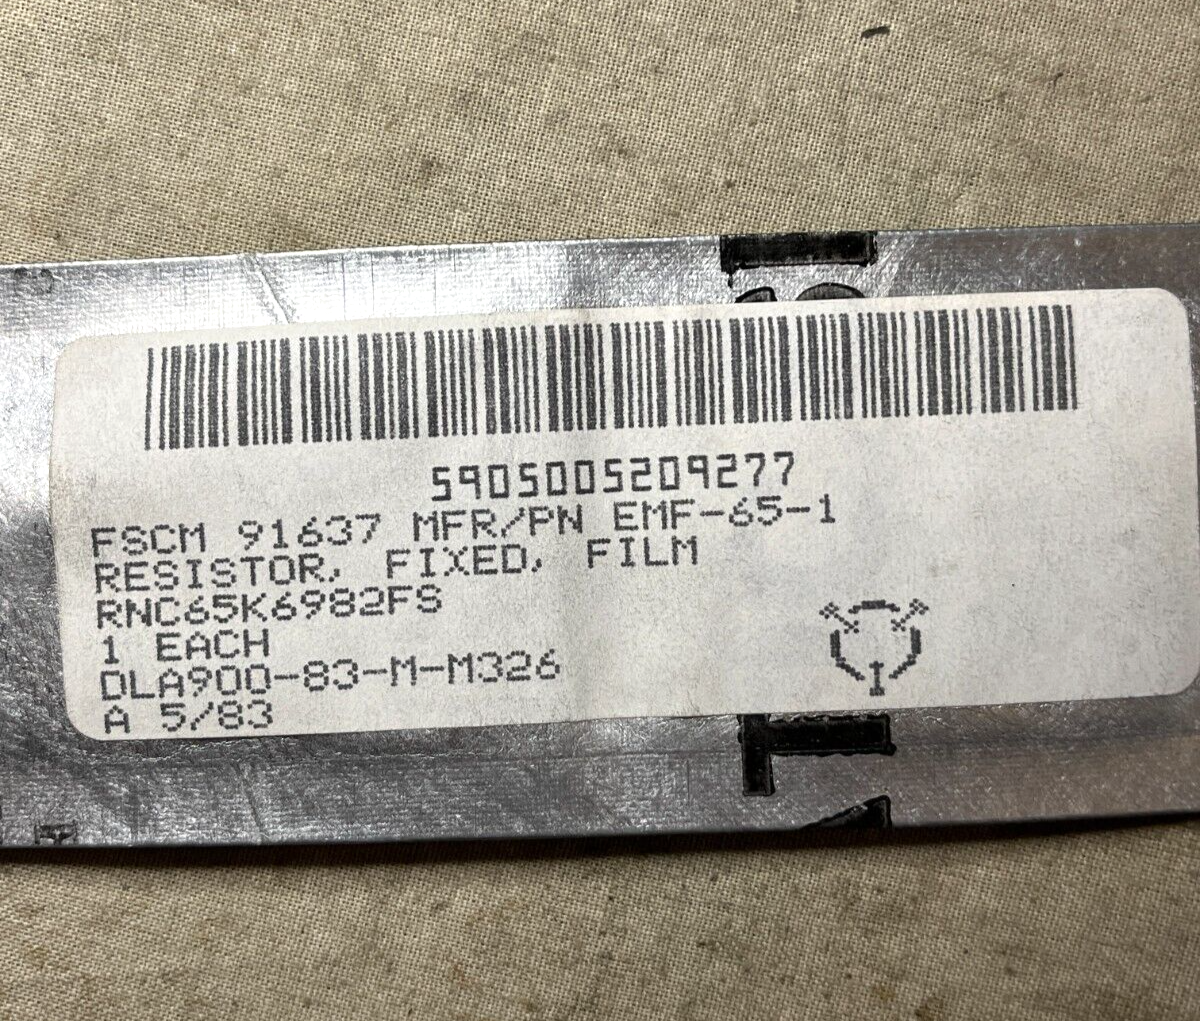 5905005209277
FSCM 91637 MFR/PN EMF-65-1
RESISTOR, FIXED, FILM
RNC65K6982FS
1 EACH
DLA900-83-M-M326
A 5/83